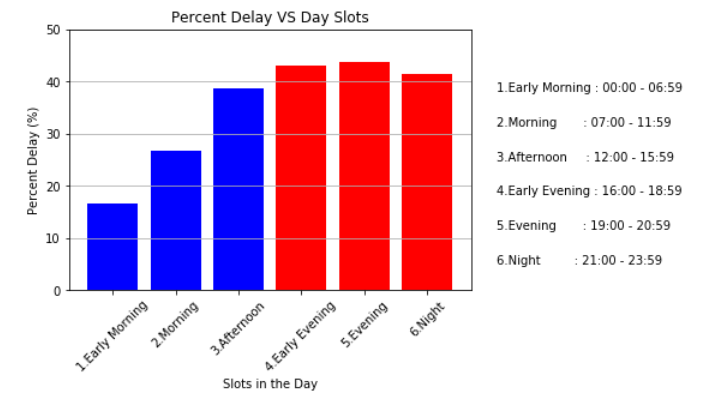 Percent Delay VS Day Slots
50
40
30
20
10
0
Percent Delay (%)
1.Early Morning
2.Morning
3.Afternoon
4.Early Evening
5.Evening
6.Night
Slots in the Day
1.Early Morning : 00:00 - 06:59
2.Morning : 07:00 - 11:59
3.Afternoon : 12:00 - 15:59
4.Early Evening : 16:00 - 18:59
5.Evening : 19:00 - 20:59
6.Night : 21:00 - 23:59